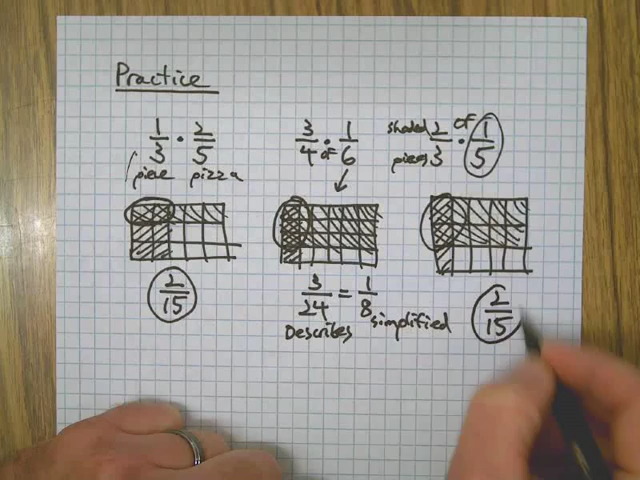 Practice
1/3 · 2/5
1 piece pizza
2/15
3/4 · 1/6
of
3/24 = 1/8
Describes simplified
shaded 2/3 of · 1/5
pieces
2/15